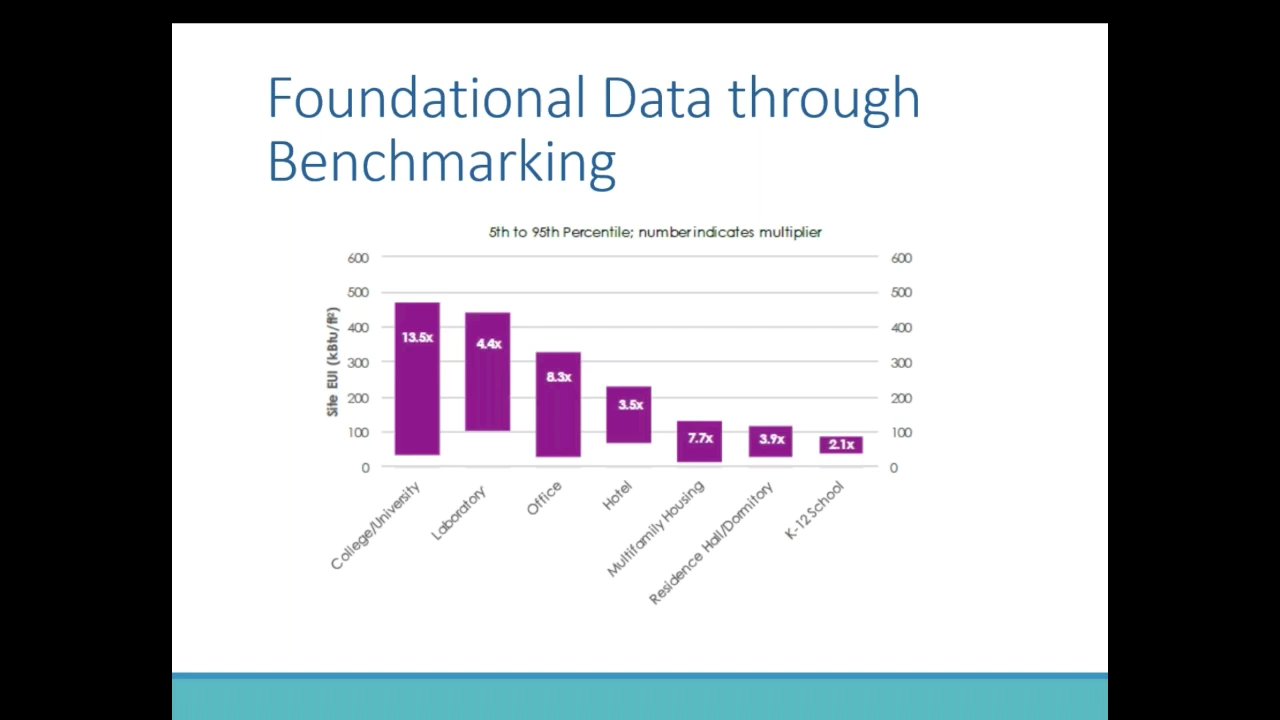 Foundational Data through
Benchmarking
5th to 95th Percentile; number indicates multiplier
Site EUI (kBtu/ft²)
600 600
500 500
400 400
300 300
200 200
100 100
0 0
13.5x
4.4x
8.3x
3.5x
7.7x
3.9x
2.1x
College/University
Laboratory
Office
Hotel
Multifamily Housing
Residence Hall/Dormitory
K-12 School